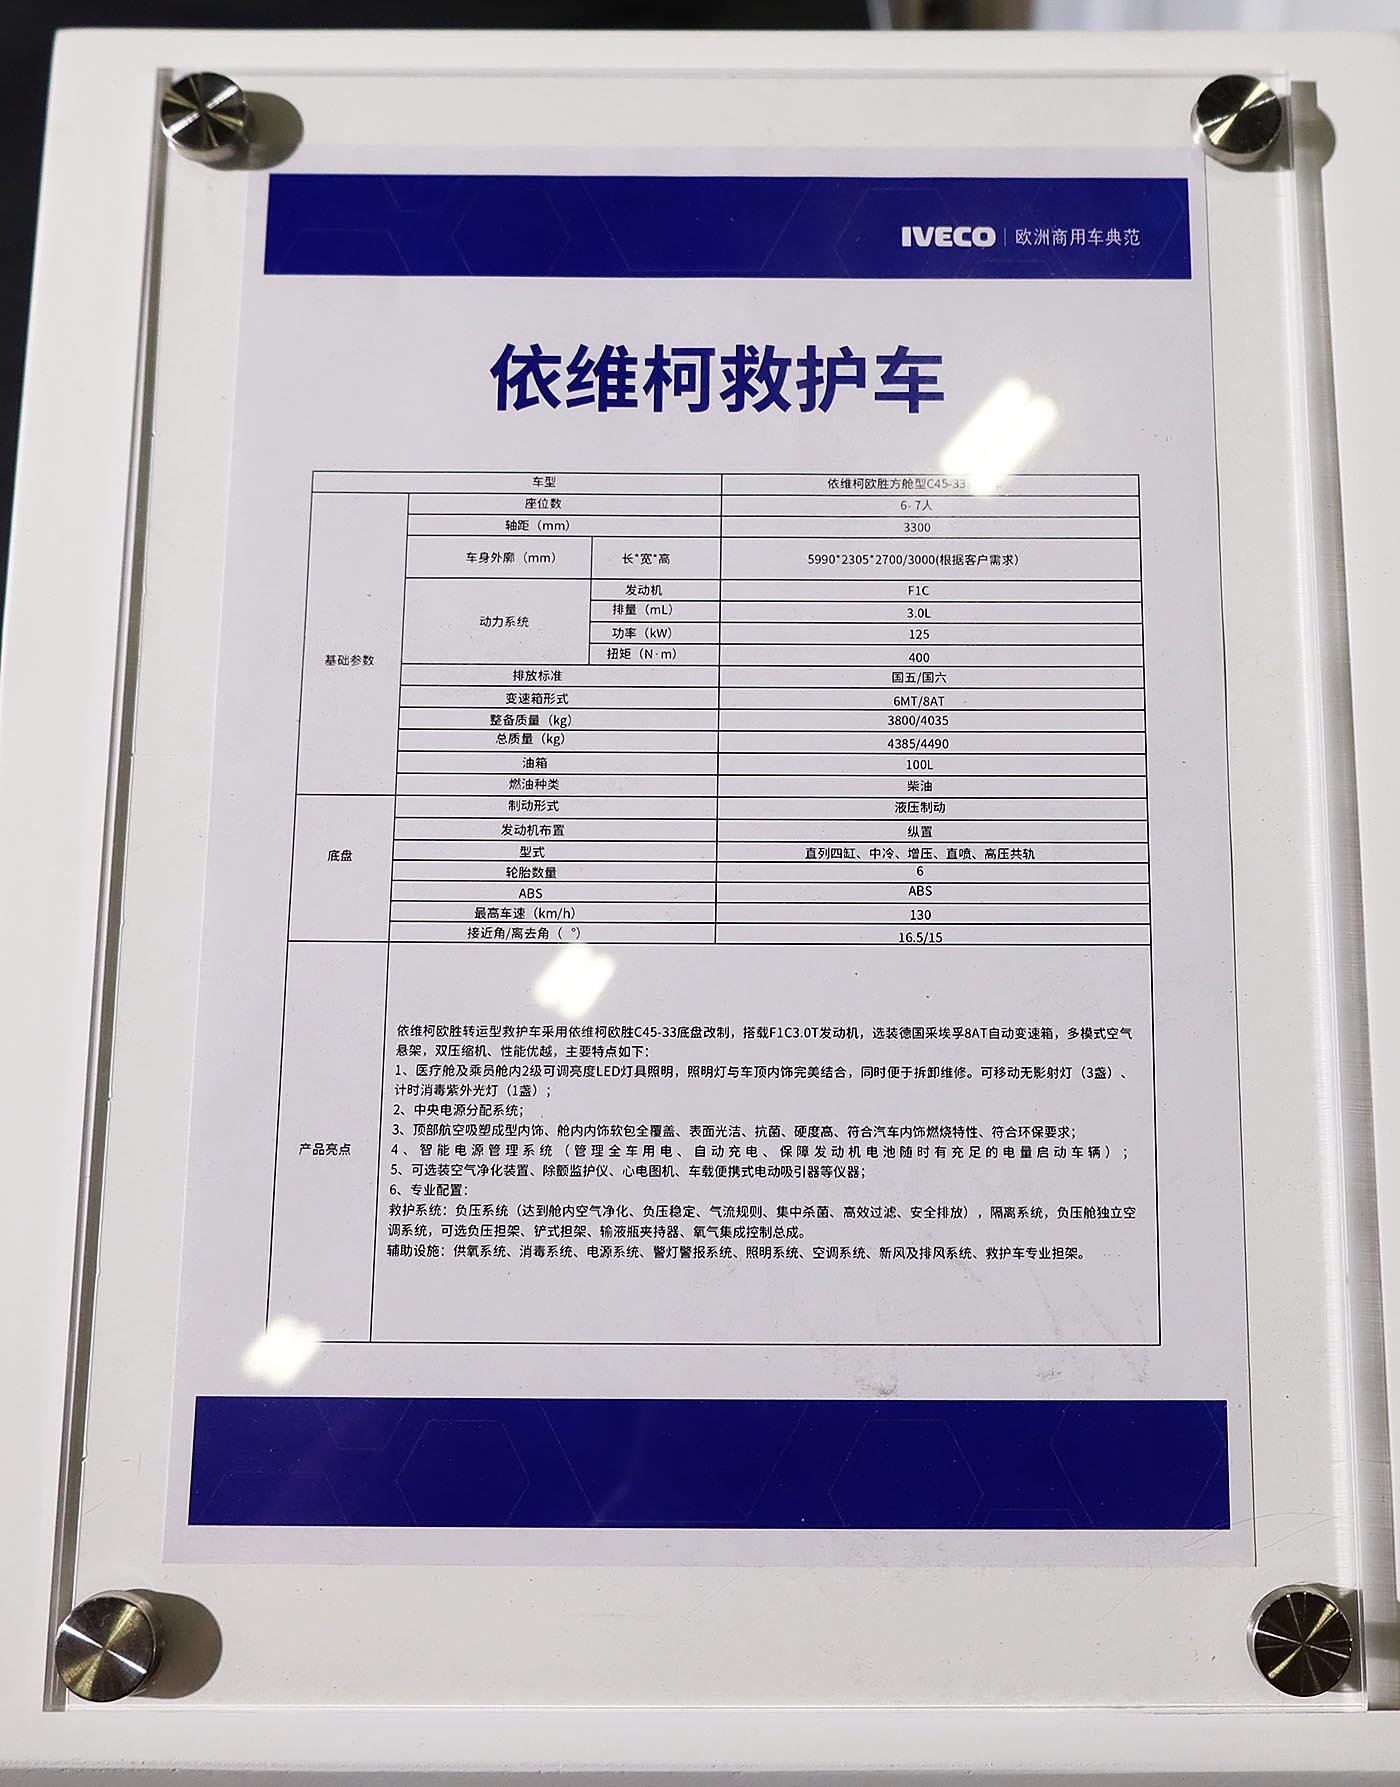 IVECO | 欧洲商用车典范
依维柯救护车
车型 依维柯欧胜方舱型C45-33
基础参数
座位数 6- 7人
轴距（mm） 3300
车身外廓（mm） 长*宽*高 5990*2305*2700/3000(根据客户需求)
动力系统
发动机 F1C
排量（mL） 3.0L
功率（kW） 125
扭矩（N·m） 400
排放标准 国五/国六
变速箱形式 6MT/8AT
整备质量（kg） 3800/4035
总质量（kg） 4385/4490
油箱 100L
燃油种类 柴油
底盘
制动形式 液压制动
发动机布置 纵置
型式 直列四缸、中冷、增压、直喷、高压共轨
轮胎数量 6
ABS ABS
最高车速（km/h） 130
接近角/离去角（ °） 16.5/15
产品亮点
依维柯欧胜转运型救护车采用依维柯欧胜C45-33底盘改制，搭载F1C3.0T发动机，选装德国采埃孚8AT自动变速箱，多模式空气
悬架，双压缩机、性能优越，主要特点如下：
1、医疗舱及乘员舱内2级可调亮度LED灯具照明，照明灯与车顶内饰完美结合，同时便于拆卸维修。可移动无影射灯（3盏）、
计时消毒紫外光灯（1盏）；
2、中央电源分配系统；
3、顶部航空吸塑成型内饰、舱内内饰软包全覆盖、表面光洁、抗菌、硬度高、符合汽车内饰燃烧特性、符合环保要求；
4、智能电源管理系统（管理全车用电、自动充电、保障发动机电池随时有充足的电量启动车辆）；
5、可选装空气净化装置、除颤监护仪、心电图机、车载便携式电动吸引器等仪器；
6、专业配置：
救护系统：负压系统（达到舱内空气净化、负压稳定、气流规则、集中杀菌、高效过滤、安全排放），隔离系统，负压舱独立空
调系统，可选负压担架、铲式担架、输液瓶夹持器、氧气集成控制总成。
辅助设施：供氧系统、消毒系统、电源系统、警灯警报系统、照明系统、空调系统、新风及排风系统、救护车专业担架。